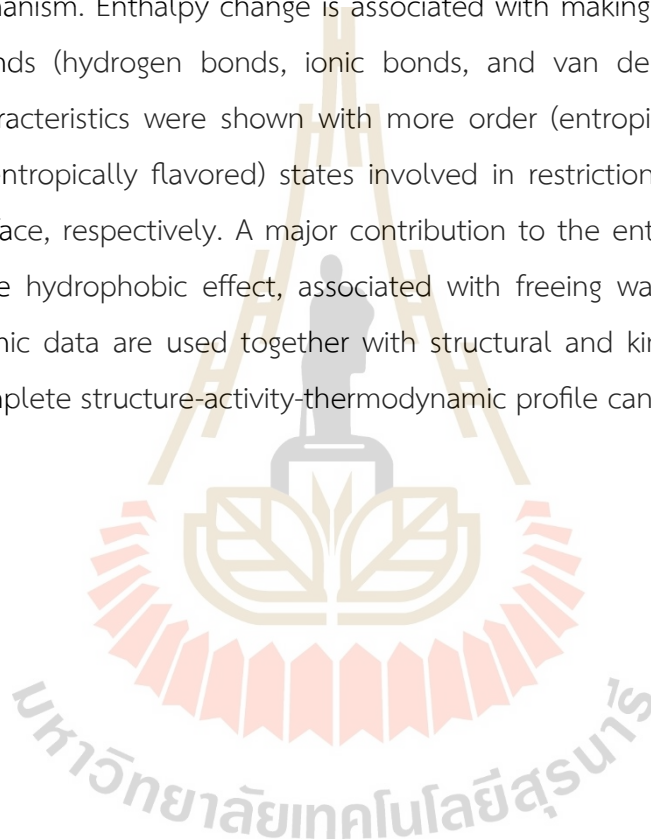 anism. Enthalpy change is associated with making
nds (hydrogen bonds, ionic bonds, and van de
racteristics were shown with more order (entropi
entropically flavored) states involved in restriction
face, respectively. A major contribution to the ent
e hydrophobic effect, associated with freeing wa
nic data are used together with structural and kir
plete structure-activity-thermodynamic profile can
มหาวิทยาลัยเทคโนโลยีสุรนารี